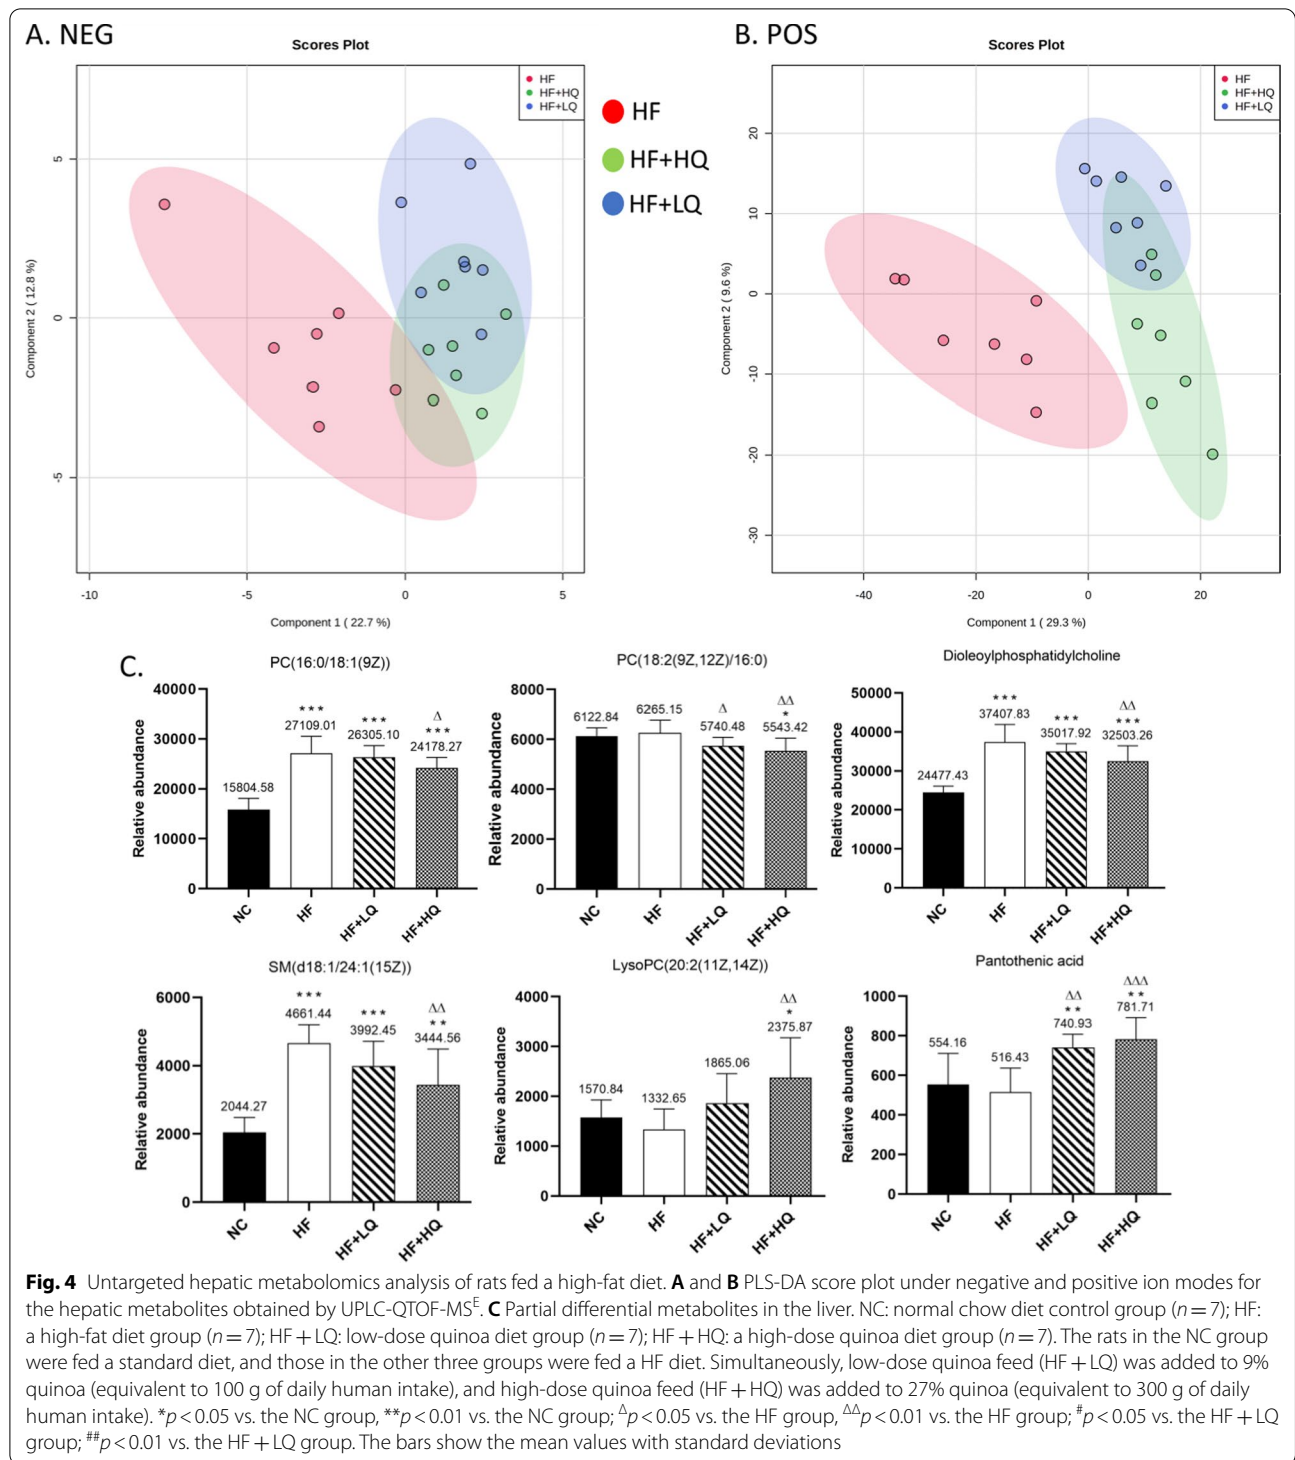 A. NEG
Scores Plot
HF
HF+HQ
HF+LQ
Component 2 ( 12.8 %)
5
0
-5
-10
-5
0
5
Component 1 ( 22.7 %)
HF
HF+HQ
HF+LQ
B. POS
Scores Plot
HF
HF+HQ
HF+LQ
Component 2 ( 9.6 %)
20
10
0
-10
-20
-30
-40
-20
0
20
Component 1 ( 29.3 %)
C.
PC(16:0/18:1(9Z))
Relative abundance
40000
30000
20000
10000
0
15804.58
***
27109.01
***
26305.10
Δ
***
24178.27
NC
HF
HF+LQ
HF+HQ
PC(18:2(9Z,12Z)/16:0)
Relative abundance
8000
6000
4000
2000
0
6122.84
6265.15
Δ
5740.48
ΔΔ
*
5543.42
NC
HF
HF+LQ
HF+HQ
Dioleoylphosphatidylcholine
Relative abundance
50000
40000
30000
20000
10000
0
24477.43
***
37407.83
***
35017.92
ΔΔ
***
32503.26
NC
HF
HF+LQ
HF+HQ
SM(d18:1/24:1(15Z))
Relative abundance
6000
4000
2000
0
2044.27
***
4661.44
***
3992.45
ΔΔ
**
3444.56
NC
HF
HF+LQ
HF+HQ
LysoPC(20:2(11Z,14Z))
Relative abundance
4000
3000
2000
1000
0
1570.84
1332.65
1865.06
ΔΔ
*
2375.87
NC
HF
HF+LQ
HF+HQ
Pantothenic acid
Relative abundance
1000
800
600
400
200
0
554.16
516.43
ΔΔ
**
740.93
ΔΔΔ
**
781.71
NC
HF
HF+LQ
HF+HQ
Fig. 4 Untargeted hepatic metabolomics analysis of rats fed a high-fat diet. A and B PLS-DA score plot under negative and positive ion modes for
the hepatic metabolites obtained by UPLC-QTOF-MSᴱ. C Partial differential metabolites in the liver. NC: normal chow diet control group (n = 7); HF:
a high-fat diet group (n = 7); HF + LQ: low-dose quinoa diet group (n = 7); HF + HQ: a high-dose quinoa diet group (n = 7). The rats in the NC group
were fed a standard diet, and those in the other three groups were fed a HF diet. Simultaneously, low-dose quinoa feed (HF + LQ) was added to 9%
quinoa (equivalent to 100 g of daily human intake), and high-dose quinoa feed (HF + HQ) was added to 27% quinoa (equivalent to 300 g of daily
human intake). *p < 0.05 vs. the NC group, **p < 0.01 vs. the NC group; Δp < 0.05 vs. the HF group, ΔΔp < 0.01 vs. the HF group; #p < 0.05 vs. the HF + LQ
group; ##p < 0.01 vs. the HF + LQ group. The bars show the mean values with standard deviations